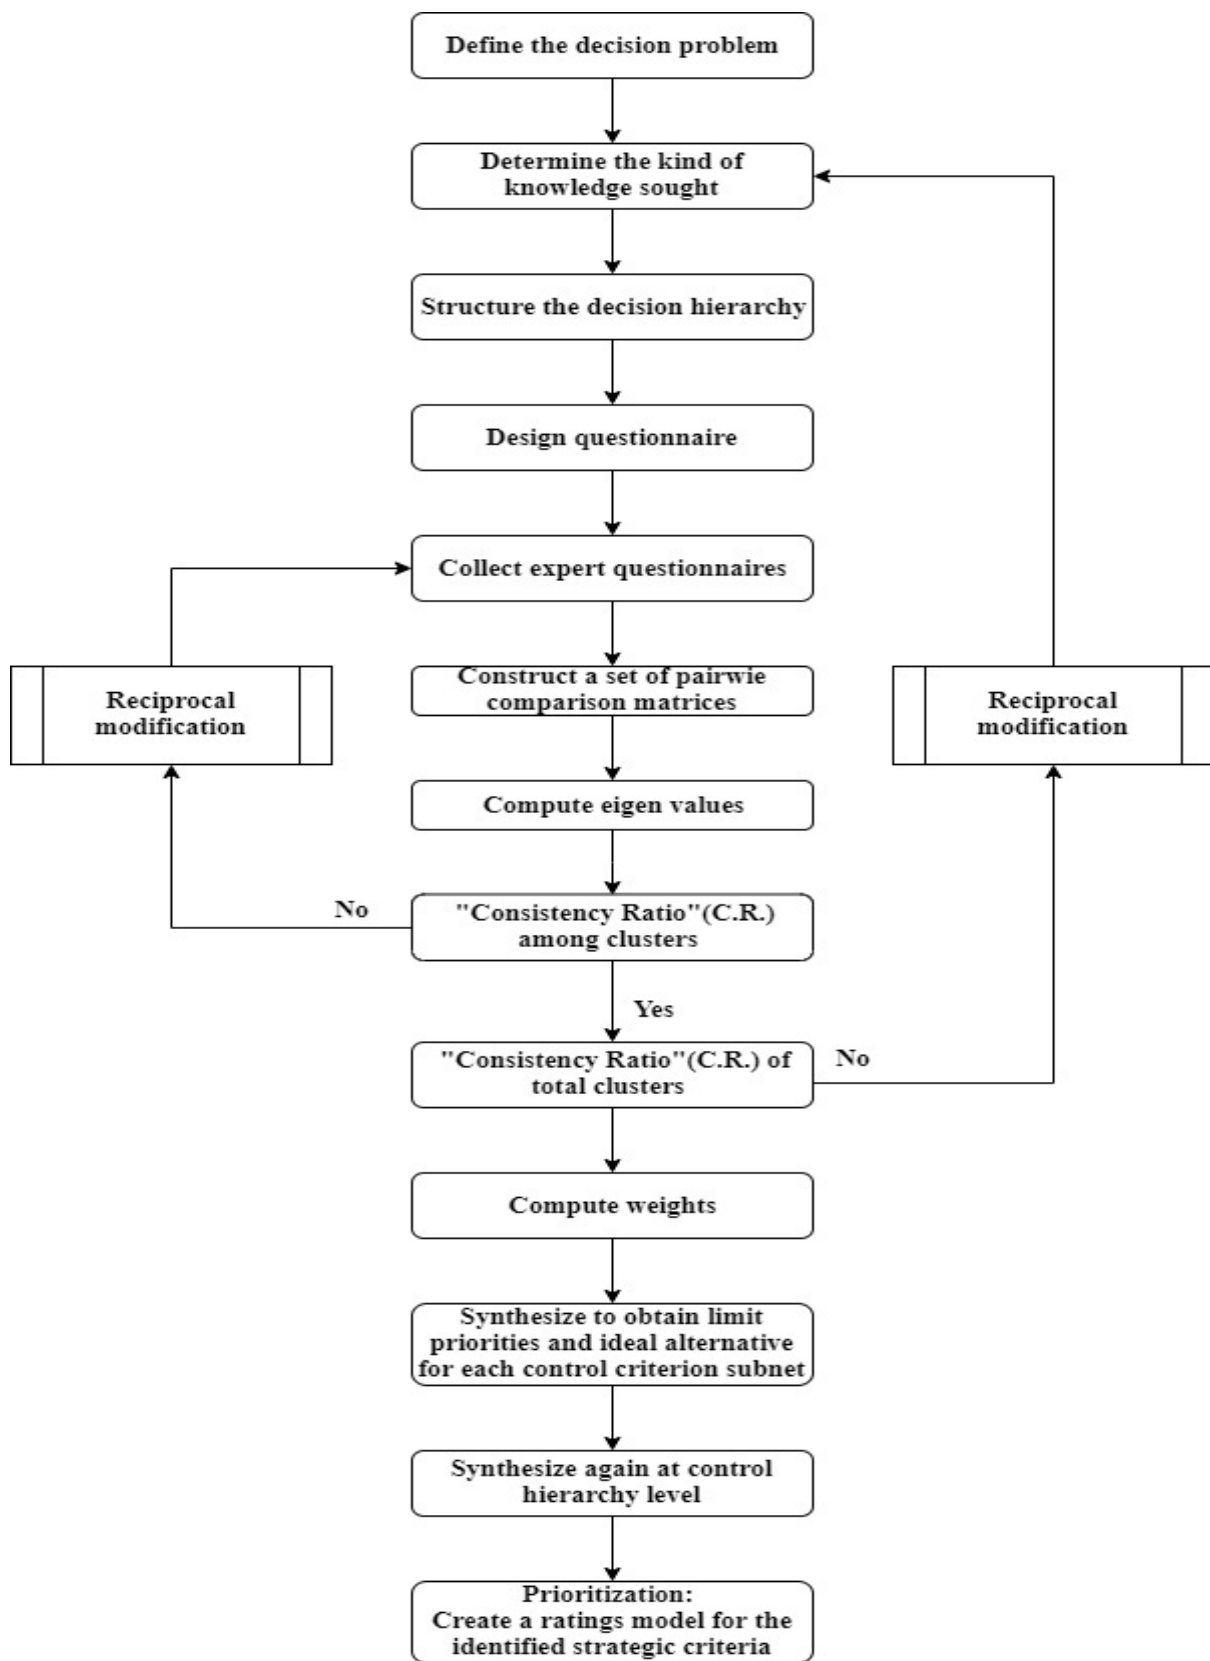 Define the decision problem
Determine the kind of
knowledge sought
Structure the decision hierarchy
Design questionnaire
Collect expert questionnaires
Construct a set of pairwie
comparison matrices
Reciprocal
modification
Reciprocal
modification
Compute eigen values
No
"Consistency Ratio"(C.R.)
among clusters
Yes
"Consistency Ratio"(C.R.) of
total clusters
No
Compute weights
Synthesize to obtain limit
priorities and ideal alternative
for each control criterion subnet
Synthesize again at control
hierarchy level
Prioritization:
Create a ratings model for the
identified strategic criteria